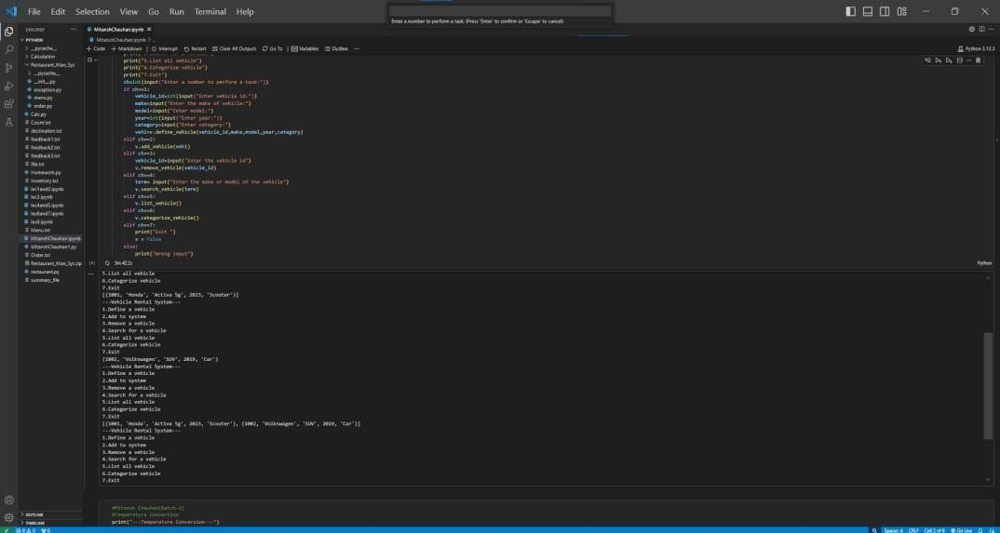 File Edit Selection View Go Run Terminal Help
Enter a number to perform a task: (Press 'Enter' to confirm or 'Escape' to cancel)
EXPLORER
PYTHON
__pycache__
Calculation
Restaurant_Man_Sys
__pycache__
__init__.py
exception.py
menu.py
order.py
Calc.py
Count.txt
destination.txt
feedback1.txt
feedback2.txt
feedback3.txt
file.txt
Homework.py
Inventory.txt
lec1and2.ipynb
lec3.ipynb
lec4and5.ipynb
lec6and7.ipynb
lec8.ipynb
Menu.txt
MitanshChauhan.ipynb
MitanshChauhan1.py
Order.txt
Restaurant_Man_Sys.zip
restaurant.py
summary_file
OUTLINE
TIMELINE
MitanshChauhan.ipynb
MitanshChauhan.ipynb > ...
+ Code + Markdown Interrupt Restart Clear All Outputs Go To Variables Outline ...
Python 3.12.3
print("5.List all vehicle")
print("6.Categorize vehicle")
print("7.Exit")
ch=int(input("Enter a number to perform a task:"))
if ch==1:
vehicle_id=int(input("Enter vehicle id:"))
make=input("Enter the make of vehicle:")
model=input("Enter model:")
year=int(input("Enter year:"))
category=input("Enter category:")
vehi=v.define_vehicle(vehicle_id,make,model,year,category)
elif ch==2:
v.add_vehicle(vehi)
elif ch==3:
vehicle_id=input("Enter the vehicle id")
v.remove_vehicle(vehicle_id)
elif ch==4:
term= input("Enter the make or model of the vehicle")
v.search_vehicle(term)
elif ch==5:
v.list_vehicle()
elif ch==6:
v.categorize_vehicle()
elif ch==7:
print("Exit ")
x = False
else:
print("Wrong input")
3m 42.2s
Python
5.List all vehicle
6.Categorize vehicle
7.Exit
[(1001, 'Honda', 'Activa 5g', 2023, 'Scooter')]
---Vehicle Rental System---
1.Define a vehicle
2.Add to system
3.Remove a vehicle
4.Search for a vehicle
5.List all vehicle
6.Categorize vehicle
7.Exit
(1002, 'Volkswagen', 'SUV', 2019, 'Car')
---Vehicle Rental System---
1.Define a vehicle
2.Add to system
3.Remove a vehicle
4.Search for a vehicle
5.List all vehicle
6.Categorize vehicle
7.Exit
[(1001, 'Honda', 'Activa 5g', 2023, 'Scooter'), (1002, 'Volkswagen', 'SUV', 2019, 'Car')]
---Vehicle Rental System---
1.Define a vehicle
2.Add to system
3.Remove a vehicle
4.Search for a vehicle
5.List all vehicle
6.Categorize vehicle
7.Exit
#Mitansh Chauhan(Batch-2)
#Temperature Conversion
print("---Temperature Conversion---")
Spaces: 4 CRLF Cell 2 of 8 Go Live